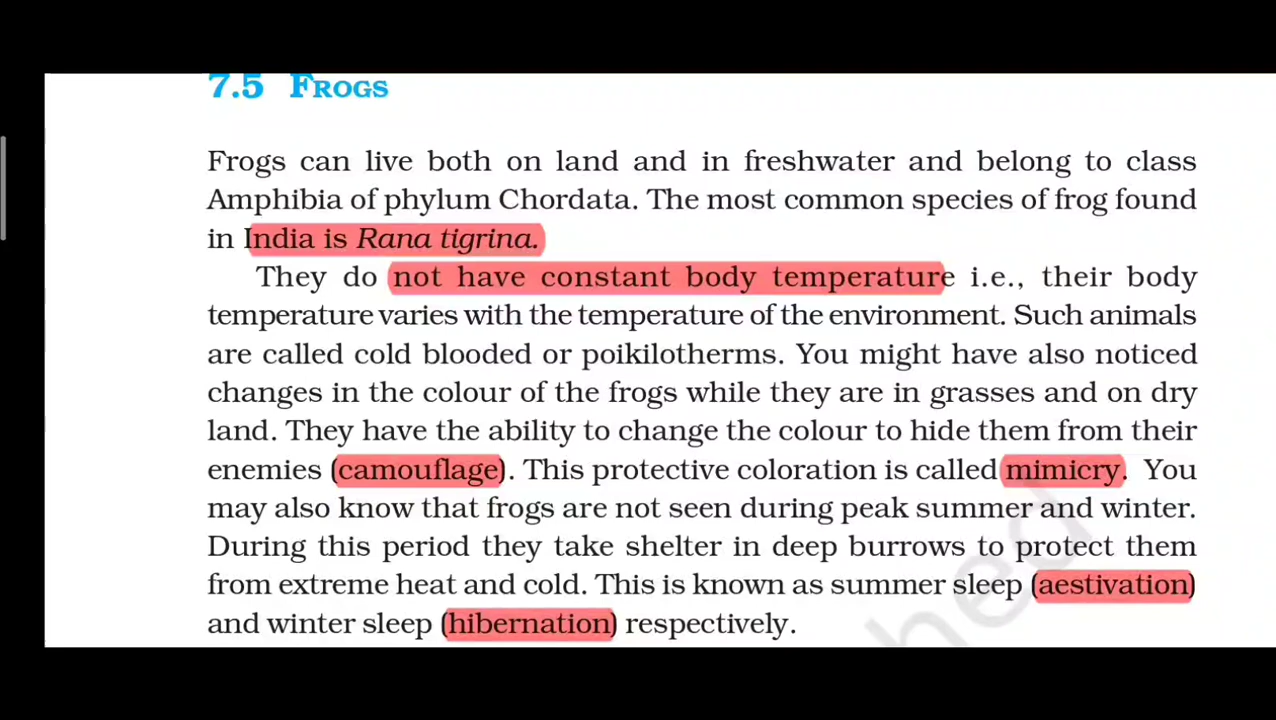 7.5 FROGS
Frogs can live both on land and in freshwater and belong to class
Amphibia of phylum Chordata. The most common species of frog found
in India is Rana tigrina.
They do not have constant body temperature i.e., their body
temperature varies with the temperature of the environment. Such animals
are called cold blooded or poikilotherms. You might have also noticed
changes in the colour of the frogs while they are in grasses and on dry
land. They have the ability to change the colour to hide them from their
enemies (camouflage). This protective coloration is called mimicry. You
may also know that frogs are not seen during peak summer and winter.
During this period they take shelter in deep burrows to protect them
from extreme heat and cold. This is known as summer sleep (aestivation)
and winter sleep (hibernation) respectively.